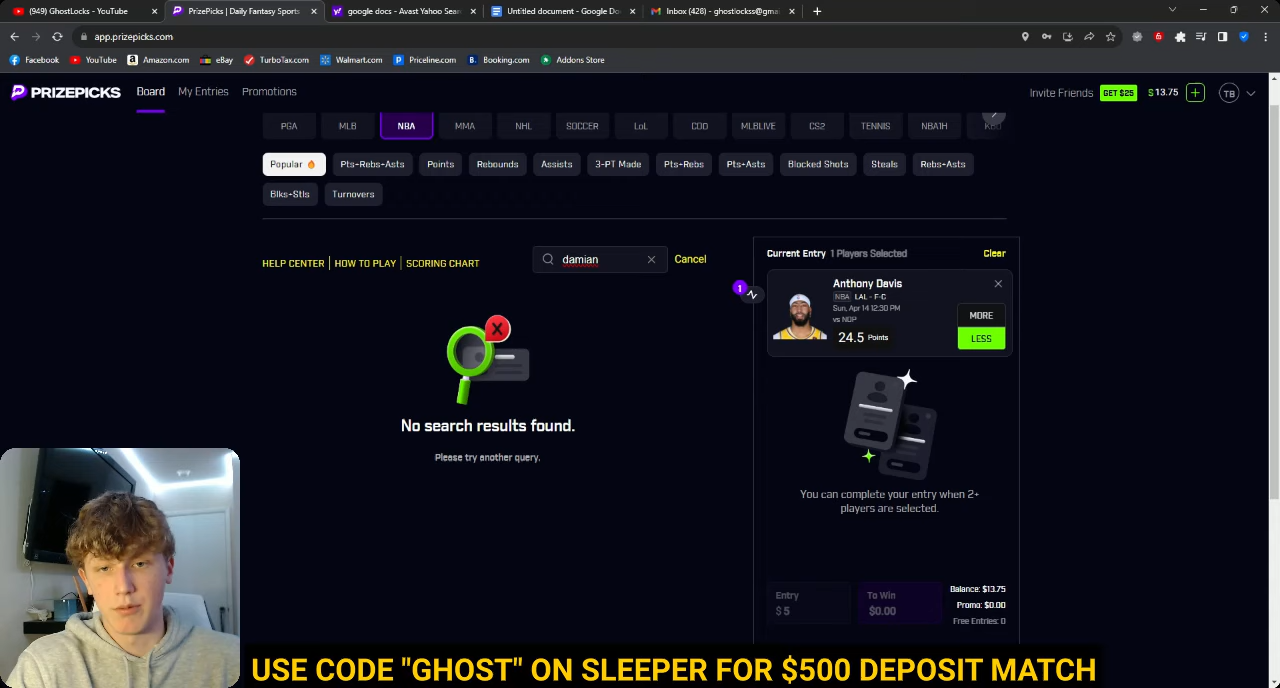 (949) GhostLocks - YouTube
PrizePicks | Daily Fantasy Sports
google docs - Avast Yahoo Sear
Untitled document - Google Do
Inbox (428) - ghostlockss@gma
app.prizepicks.com
Facebook
YouTube
Amazon.com
eBay
TurboTax.com
Walmart.com
Priceline.com
Booking.com
Addons Store
PRIZEPICKS
Board
My Entries
Promotions
Invite Friends
GET $25
$ 13.75
TB
PGA
MLB
NBA
MMA
NHL
SOCCER
LoL
COD
MLBLIVE
CS2
TENNIS
NBA1H
Popular
Pts+Rebs+Asts
Points
Rebounds
Assists
3-PT Made
Pts+Rebs
Pts+Asts
Blocked Shots
Steals
Rebs+Asts
Blks+Stls
Turnovers
HELP CENTER
HOW TO PLAY
SCORING CHART
damian
Cancel
Current Entry 1 Players Selected
Clear
1
Anthony Davis
NBA LAL - F-C
Sun, Apr 14 12:30 PM
vs NOP
24.5 Points
MORE
LESS
No search results found.
Please try another query.
You can complete your entry when 2+
players are selected.
Entry
$ 5
To Win
$0.00
Balance: $13.75
Promo: $0.00
Free Entries: 0
USE CODE "GHOST" ON SLEEPER FOR $500 DEPOSIT MATCH